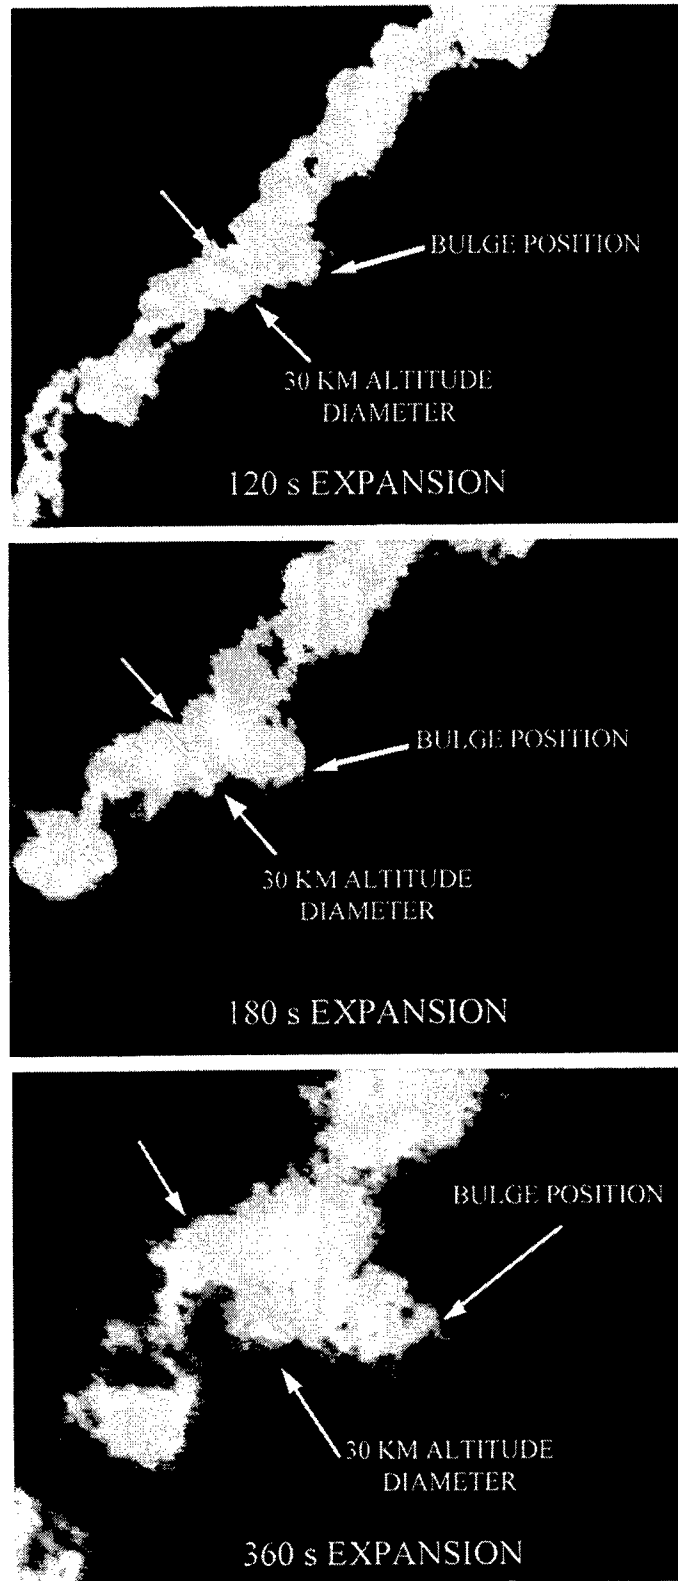 BULGE POSITION
30 KM ALTITUDE
DIAMETER
120 s EXPANSION
BULGE POSITION
30 KM ALTITUDE
DIAMETER
180 s EXPANSION
BULGE POSITION
30 KM ALTITUDE
DIAMETER
360 s EXPANSION